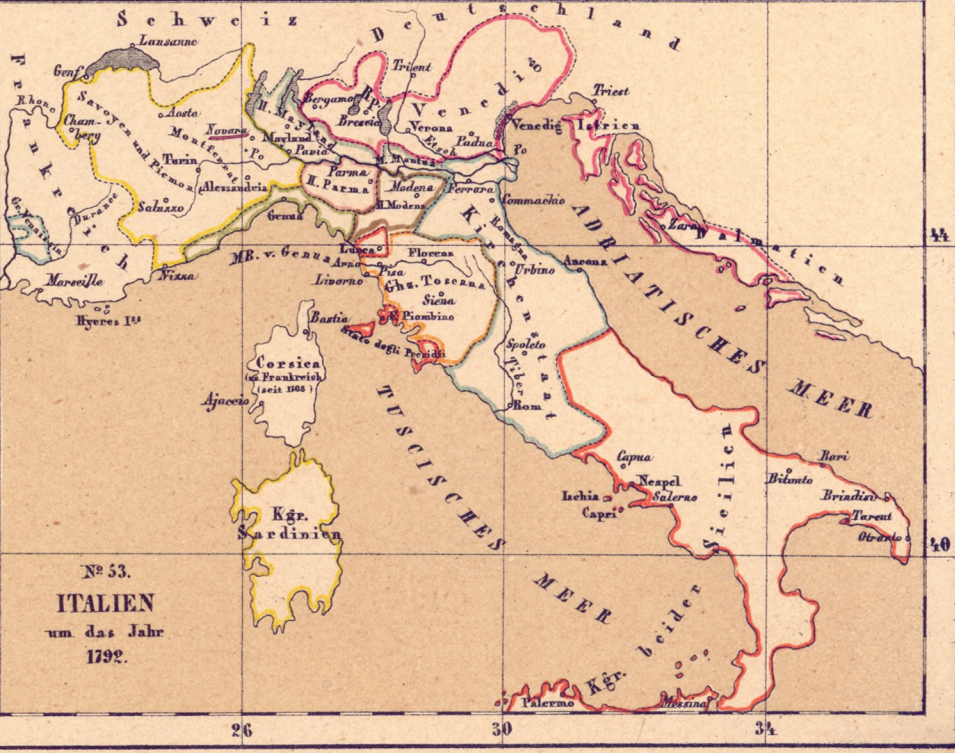 Schweiz
Deutschland
Lausanne
Genf
Frankreich
Rhone
Chambery
Savoyen und Piemont
Aosta
Montferrat
Novara
Turin
Po
Alessandria
Saluzzo
Durance
Marseille
Hyeres Iˢ
Nizza
H. Mayland
Mayland
Pavia
Bergamo
Brescia
Rp. Venedig
Trient
Verona
Etsch
Padua
Venedig
Triest
Istrien
Po
M. Mantua
Parma
H. Parma
Modena
H. Modena
Ferrara
Commachio
Romagna
Genua
MB. v. Genua
Lucca
Arno
Pisa
Livorno
Florenz
Ghz. Toscana
Siena
F. Piombino
Stato degli Presidii
Kirchenstaat
Urbino
Ancona
Spoleto
Tiber
Rom
Zara
Dalmatien
ADRIATISCHES MEER
Bastia
Corsica
(zu Frankreich
(seit 1768)
Ajaccio
Kgr.
Sardinien
TUSCISCHES MEER
Capua
Neapel
Ischia
Salerno
Capri
Bari
Bitonto
Brindisi
Tarent
Otranto
Kgr. beider Sicilien
Palermo
Messina
44
40
Nº 53.
ITALIEN
um das Jahr
1792.
26
30
34